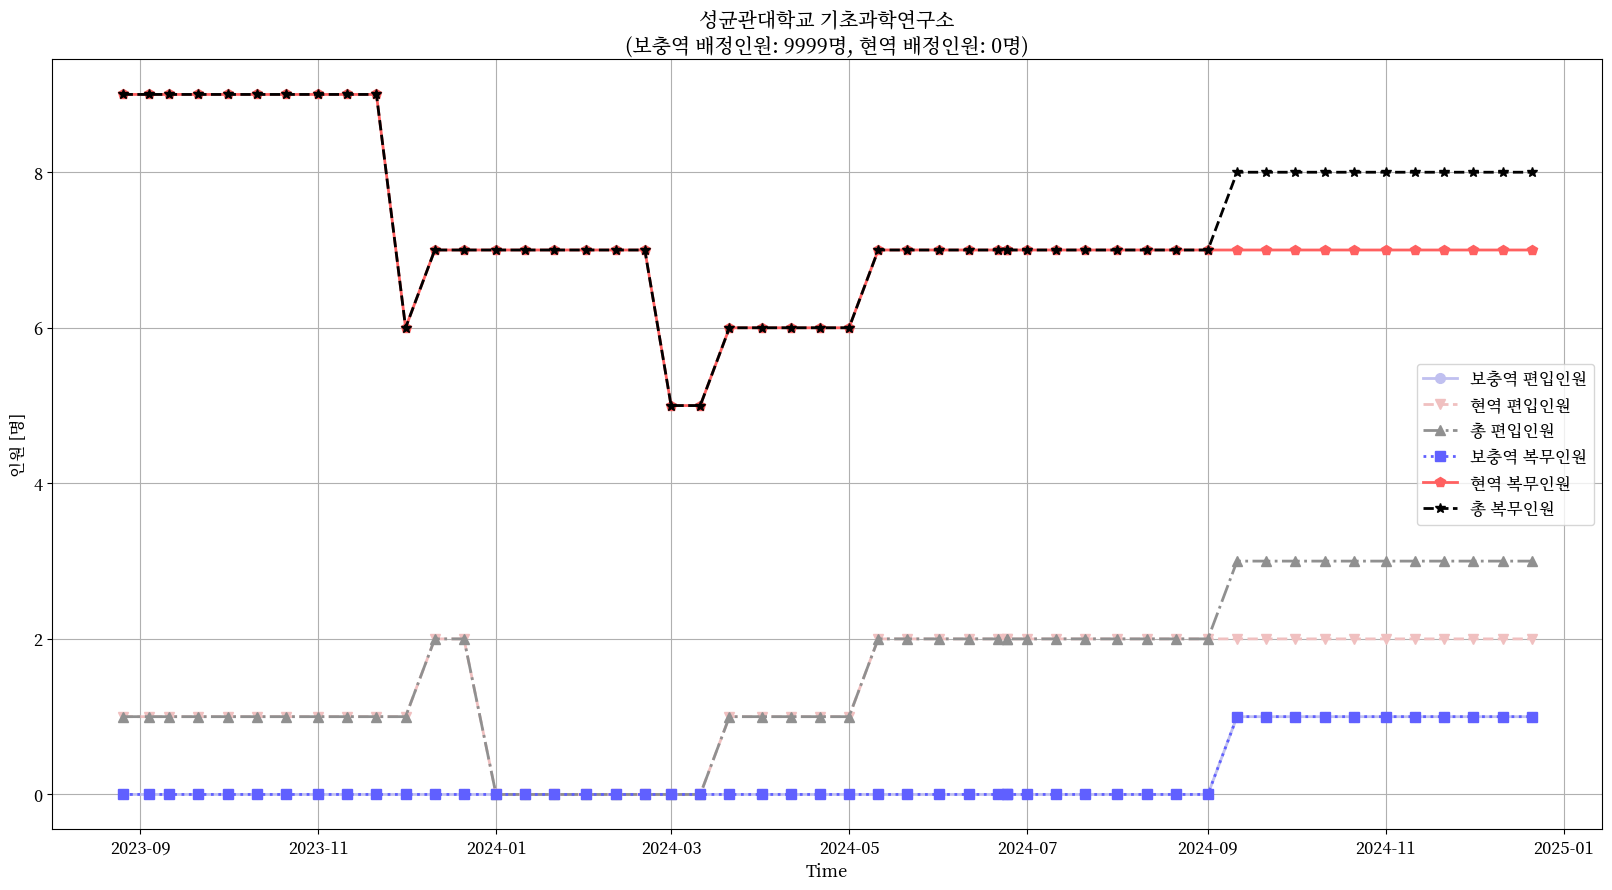 성균관대학교 기초과학연구소
(보충역 배정인원: 9999명, 현역 배정인원: 0명)
인원 [명]
8
6
4
2
0
보충역 편입인원
현역 편입인원
총 편입인원
보충역 복무인원
현역 복무인원
총 복무인원
2023-09
2023-11
2024-01
2024-03
2024-05
2024-07
2024-09
2024-11
2025-01
Time